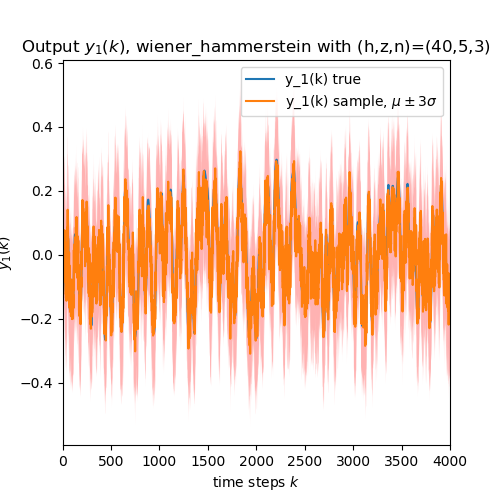 Output y₁(k), wiener_hammerstein with (h,z,n)=(40,5,3)
y_1(k) true
y_1(k) sample, μ ± 3σ
0.6
0.4
0.2
0.0
−0.2
−0.4
y₁(k)
0 500 1000 1500 2000 2500 3000 3500 4000
time steps k